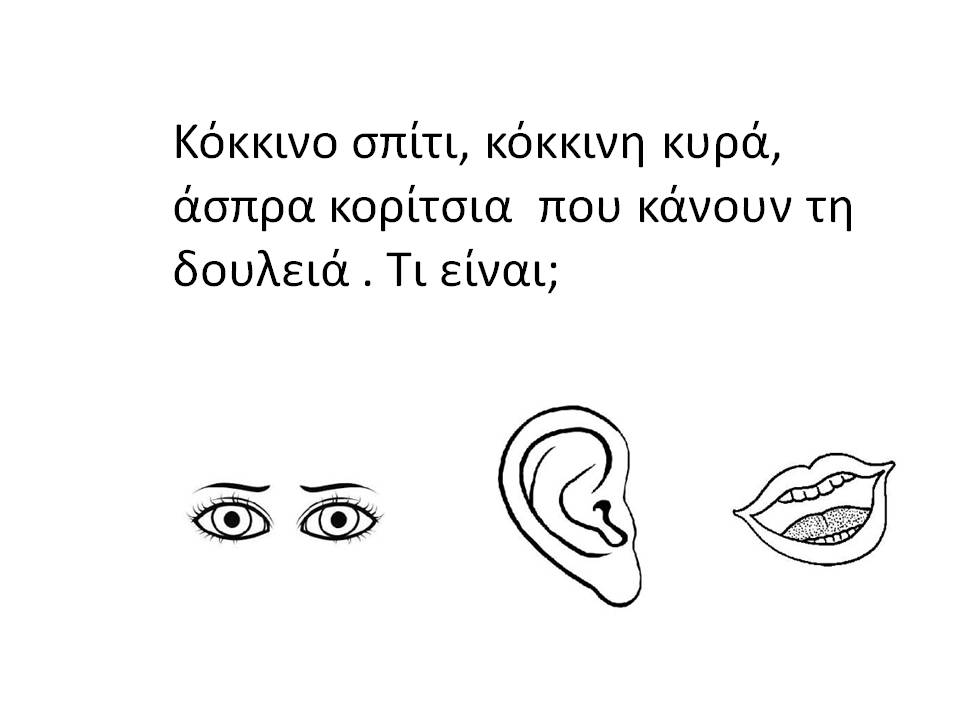 Κόκκινο σπίτι, κόκκινη κυρά,
άσπρα κορίτσια  που κάνουν τη
δουλειά . Τι είναι;